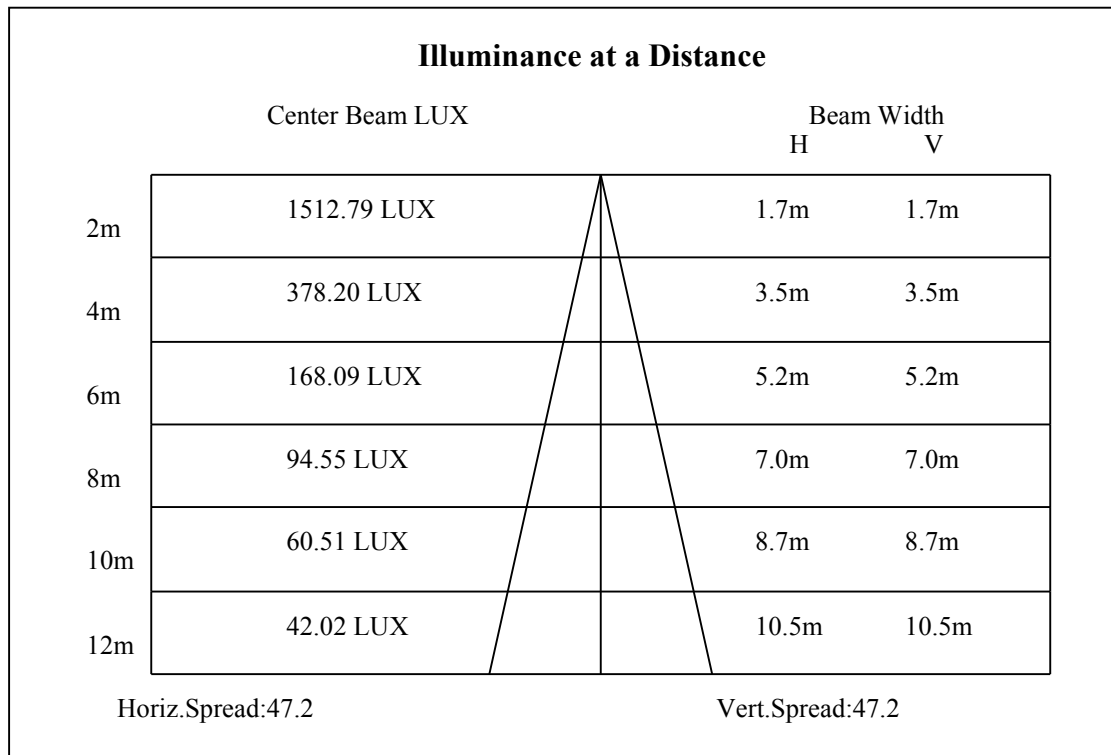 Illuminance at a Distance
Center Beam LUX Beam Width
H V
2m 1512.79 LUX 1.7m 1.7m
4m 378.20 LUX 3.5m 3.5m
6m 168.09 LUX 5.2m 5.2m
8m 94.55 LUX 7.0m 7.0m
10m 60.51 LUX 8.7m 8.7m
12m 42.02 LUX 10.5m 10.5m
Horiz.Spread:47.2 Vert.Spread:47.2